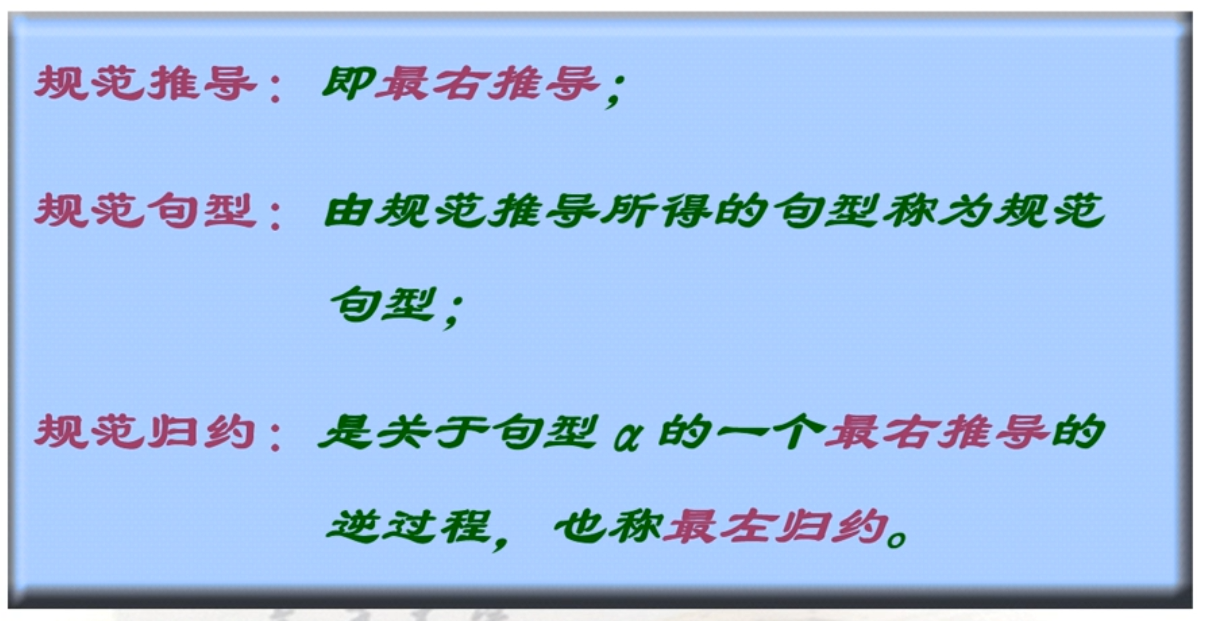 规范推导：即最右推导；
规范句型：由规范推导所得的句型称为规范
句型；
规范归约：是关于句型α的一个最右推导的
逆过程，也称最左归约。